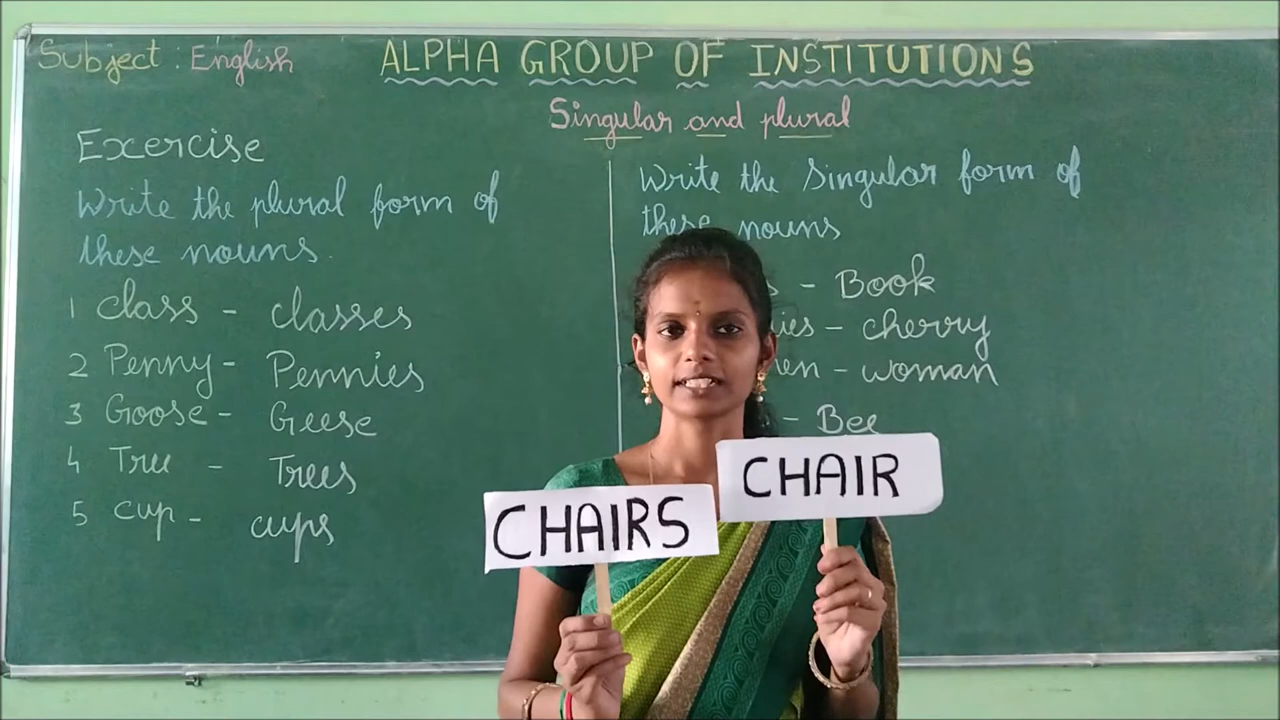 Subject : English
ALPHA GROUP OF INSTITUTIONS
Singular and plural
Exercise
Write the plural form of
these nouns.
1 Class - classes
2 Penny - Pennies
3 Goose - Geese
4 Tree - Trees
5 cup - cups
Write the singular form of
these nouns
s - Book
ies - cherry
en - woman
- Bee
CHAIRS
CHAIR